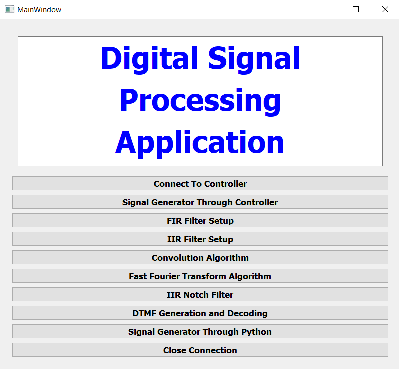 MainWindow
Digital Signal
Processing
Application
Connect To Controller
Signal Generator Through Controller
FIR Filter Setup
IIR Filter Setup
Convolution Algorithm
Fast Fourier Transform Algorithm
IIR Notch Filter
DTMF Generation and Decoding
Signal Generator Through Python
Close Connection